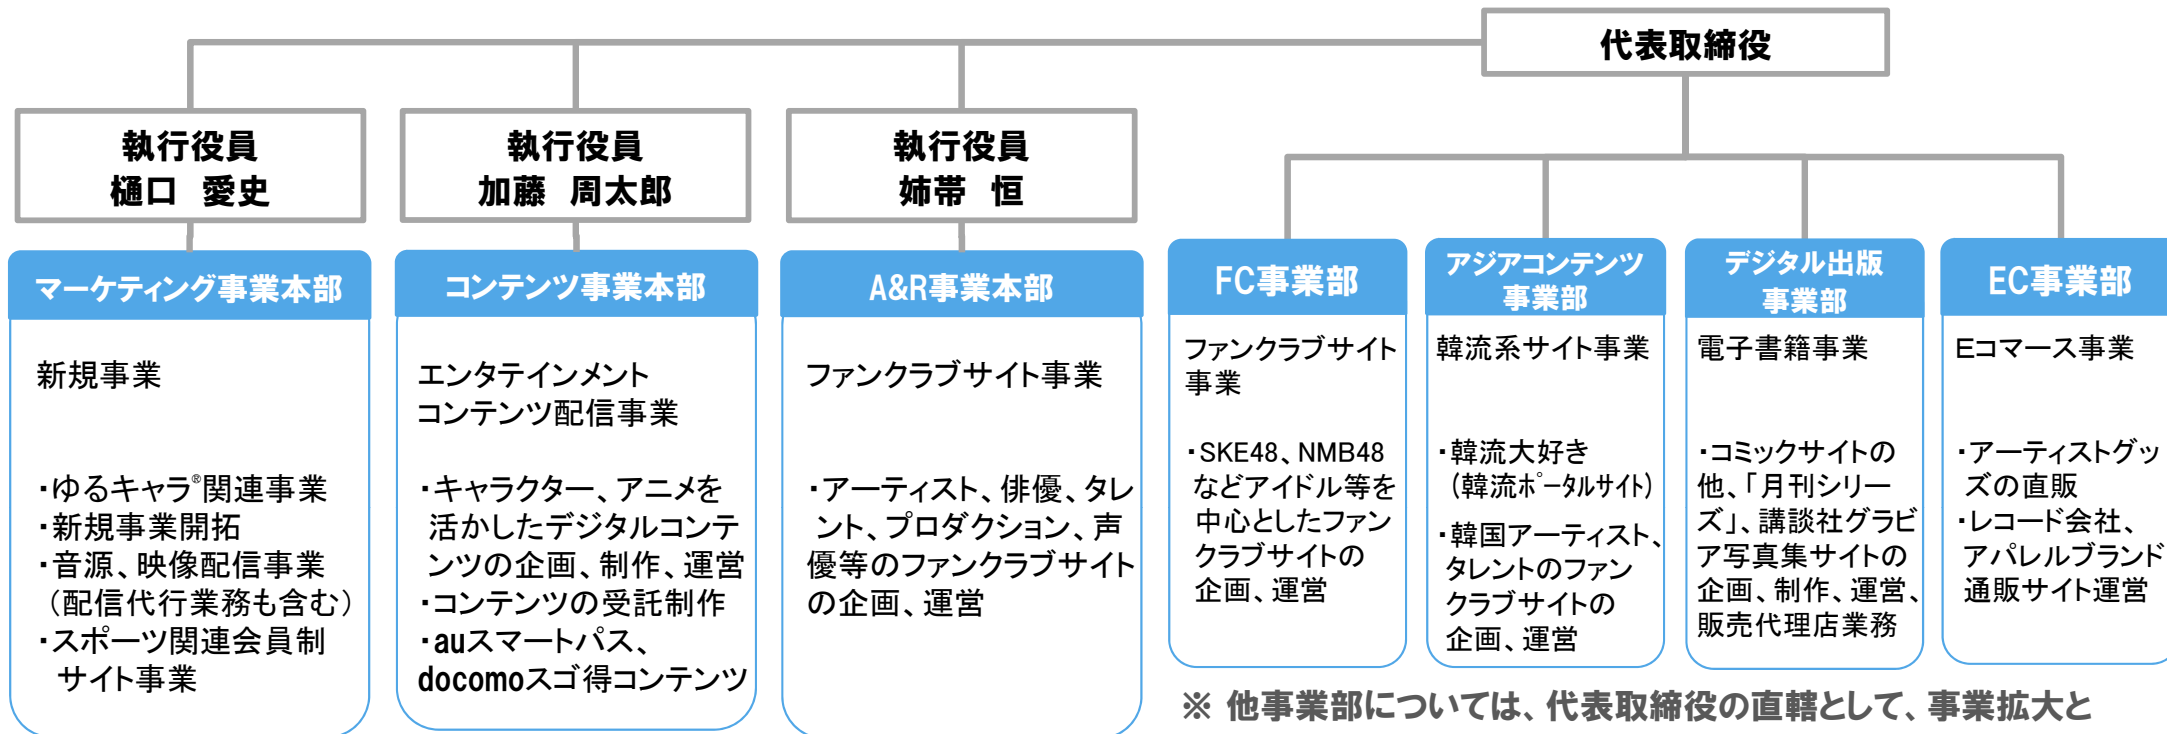 代表取締役
執行役員
樋口　愛史
執行役員
加藤　周太郎
執行役員
姉帯　恒
マーケティング事業本部
新規事業
・ゆるキャラ®関連事業
・新規事業開拓
・音源、映像配信事業
（配信代行業務も含む）
・スポーツ関連会員制
サイト事業
コンテンツ事業本部
エンタテインメント
コンテンツ配信事業
・キャラクター、アニメを
活かしたデジタルコンテ
ンツの企画、制作、運営
・コンテンツの受託制作
・auスマートパス、
docomoスゴ得コンテンツ
A&R事業本部
ファンクラブサイト事業
・アーティスト、俳優、タレ
ント、プロダクション、声
優等のファンクラブサイト
の企画、運営
FC事業部
ファンクラブサイト
事業
・SKE48、NMB48
などアイドル等を
中心としたファン
クラブサイトの
企画、運営
アジアコンテンツ
事業部
韓流系サイト事業
・韓流大好き
（韓流ﾎﾟｰﾀﾙサイト）
・韓国アーティスト、
タレントのファン
クラブサイトの
企画、運営
デジタル出版
事業部
電子書籍事業
・コミックサイトの
他、「月刊シリー
ズ」、講談社グラビ
ア写真集サイトの
企画、制作、運営、
販売代理店業務
EC事業部
Eコマース事業
・アーティストグッ
ズの直販
・レコード会社、
アパレルブランド
通販サイト運営
※ 他事業部については、代表取締役の直轄として、事業拡大と